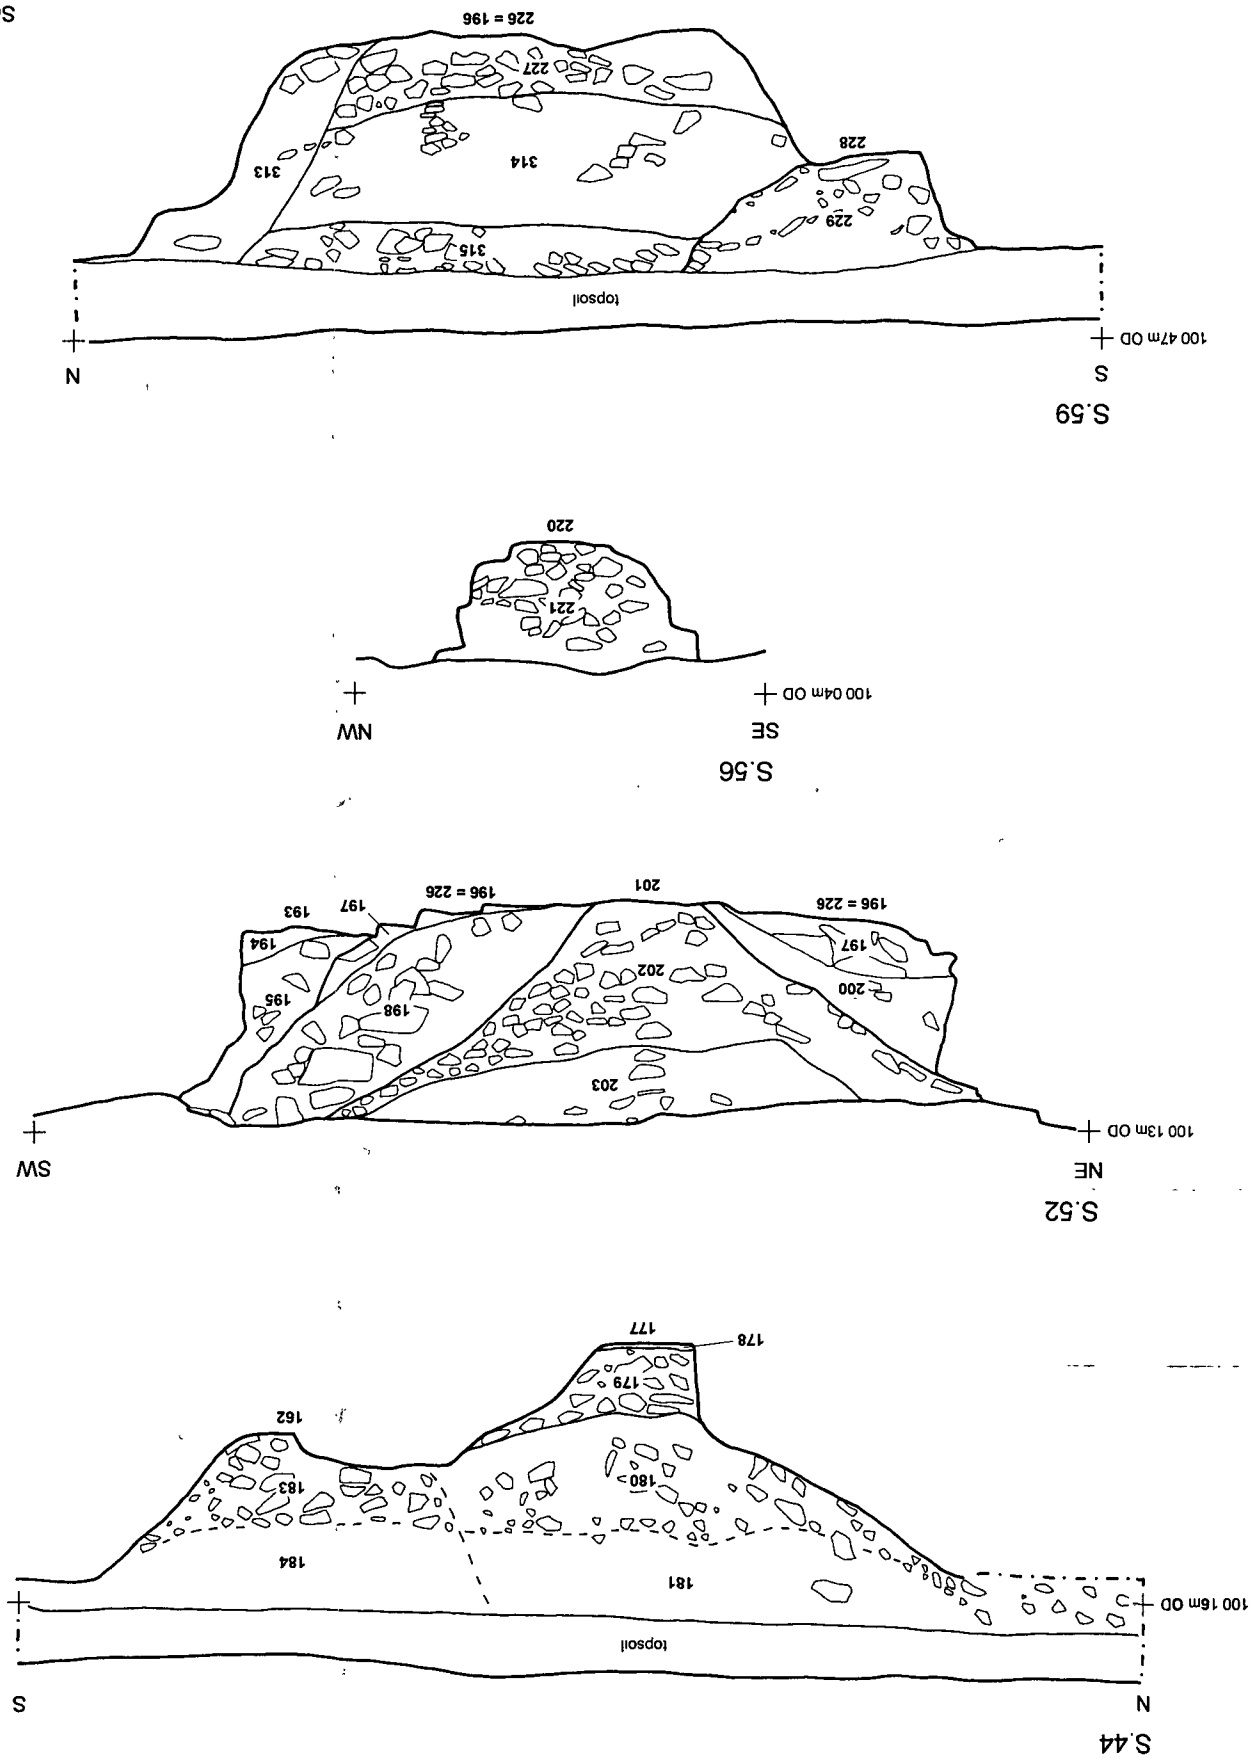 S.44
N S
topsoil
100 16m OD
181 184
180 183
162
179
178
177
S.52
NE SW
100 13m OD
203
198 195
200 202
197 194
196 = 226 201 196 = 226 197 193
S.56
SE NW
100 04m OD
221
220
S.59
S N
100 47m OD
topsoil
315
229
313
314
228
227
226 = 196